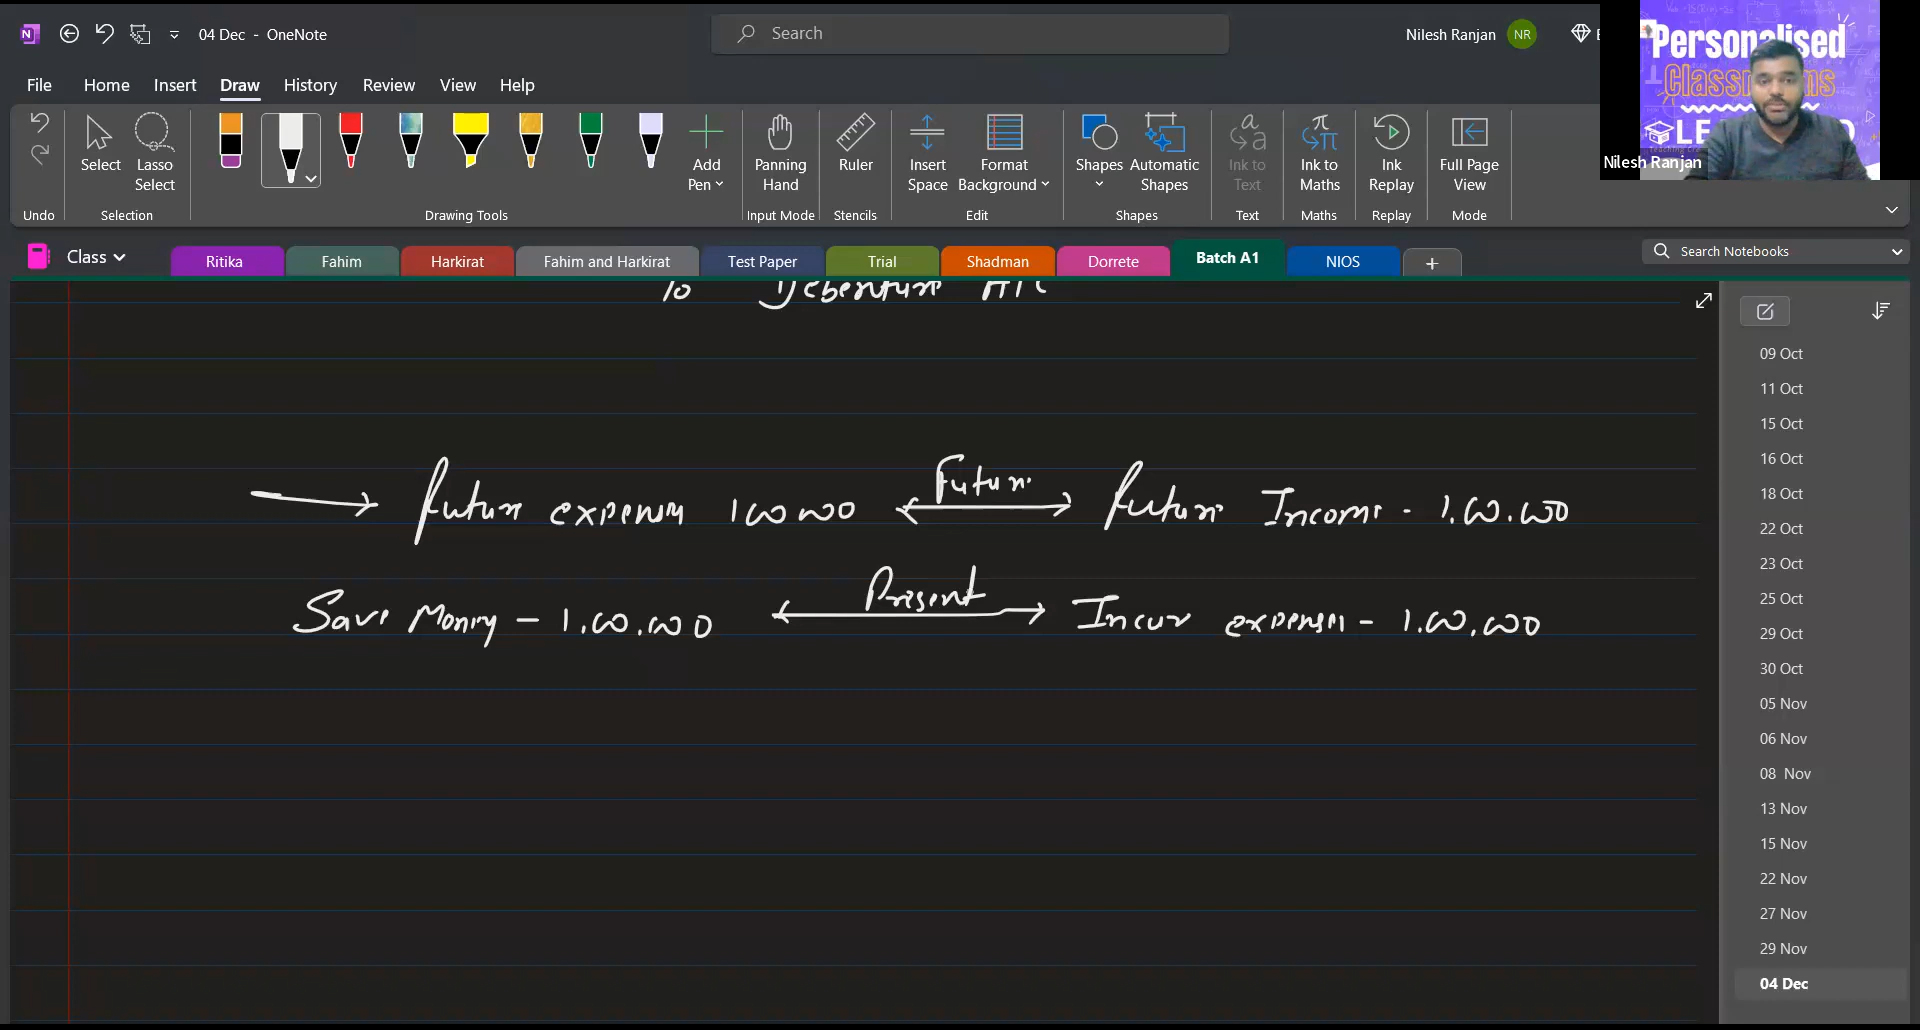 04 Dec - OneNote
Search
Nilesh Ranjan NR
Personalised
Classrooms
LE
Nilesh Ranjan
File Home Insert Draw History Review View Help
Select Lasso Select Add Pen Panning Hand Ruler Insert Space Format Background Shapes Automatic Shapes Ink to Text Ink to Maths Ink Replay Full Page View
Undo Selection Drawing Tools Input Mode Stencils Edit Shapes Text Maths Replay Mode
Class Ritika Fahim Harkirat Fahim and Harkirat Test Paper Trial Shadman Dorrete Batch A1 NIOS + Search Notebooks
To Debenture A/c
Future
future expense 100000 future Income - 1,00,000
Present
Save Money - 1,00,000 Incur expenses - 1,00,000
09 Oct
11 Oct
15 Oct
16 Oct
18 Oct
22 Oct
23 Oct
25 Oct
29 Oct
30 Oct
05 Nov
06 Nov
08 Nov
13 Nov
15 Nov
22 Nov
27 Nov
29 Nov
04 Dec